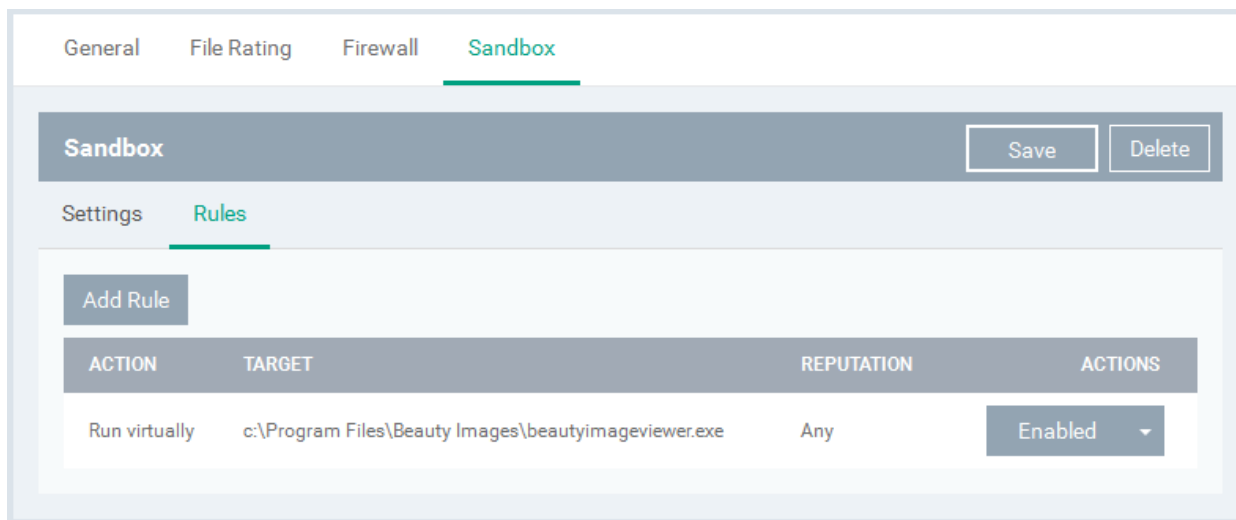 General File Rating Firewall Sandbox
Sandbox Save Delete
Settings Rules
Add Rule
ACTION TARGET REPUTATION ACTIONS
Run virtually c:\Program Files\Beauty Images\beautyimageviewer.exe Any Enabled